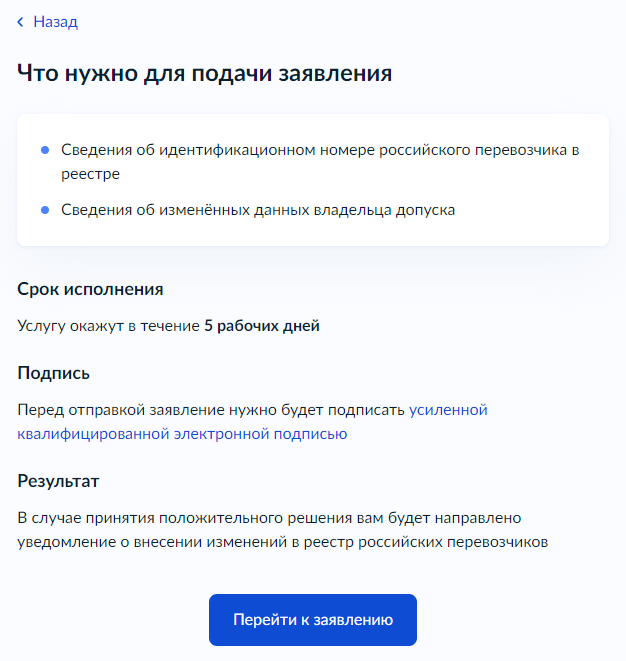 Назад
Что нужно для подачи заявления
Сведения об идентификационном номере российского перевозчика в
реестре
Сведения об изменённых данных владельца допуска
Срок исполнения
Услугу окажут в течение 5 рабочих дней
Подпись
Перед отправкой заявление нужно будет подписать усиленной
квалифицированной электронной подписью
Результат
В случае принятия положительного решения вам будет направлено
уведомление о внесении изменений в реестр российских перевозчиков
Перейти к заявлению